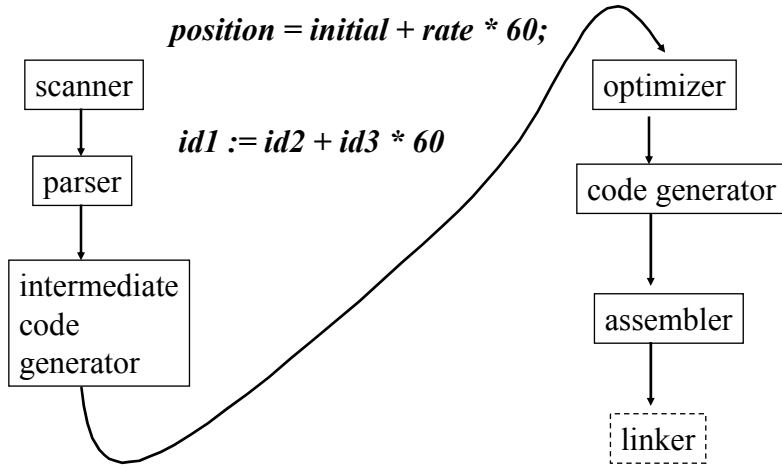 position = initial + rate * 60;
scanner
id1 := id2 + id3 * 60
parser
intermediate
code
generator
optimizer
code generator
assembler
linker